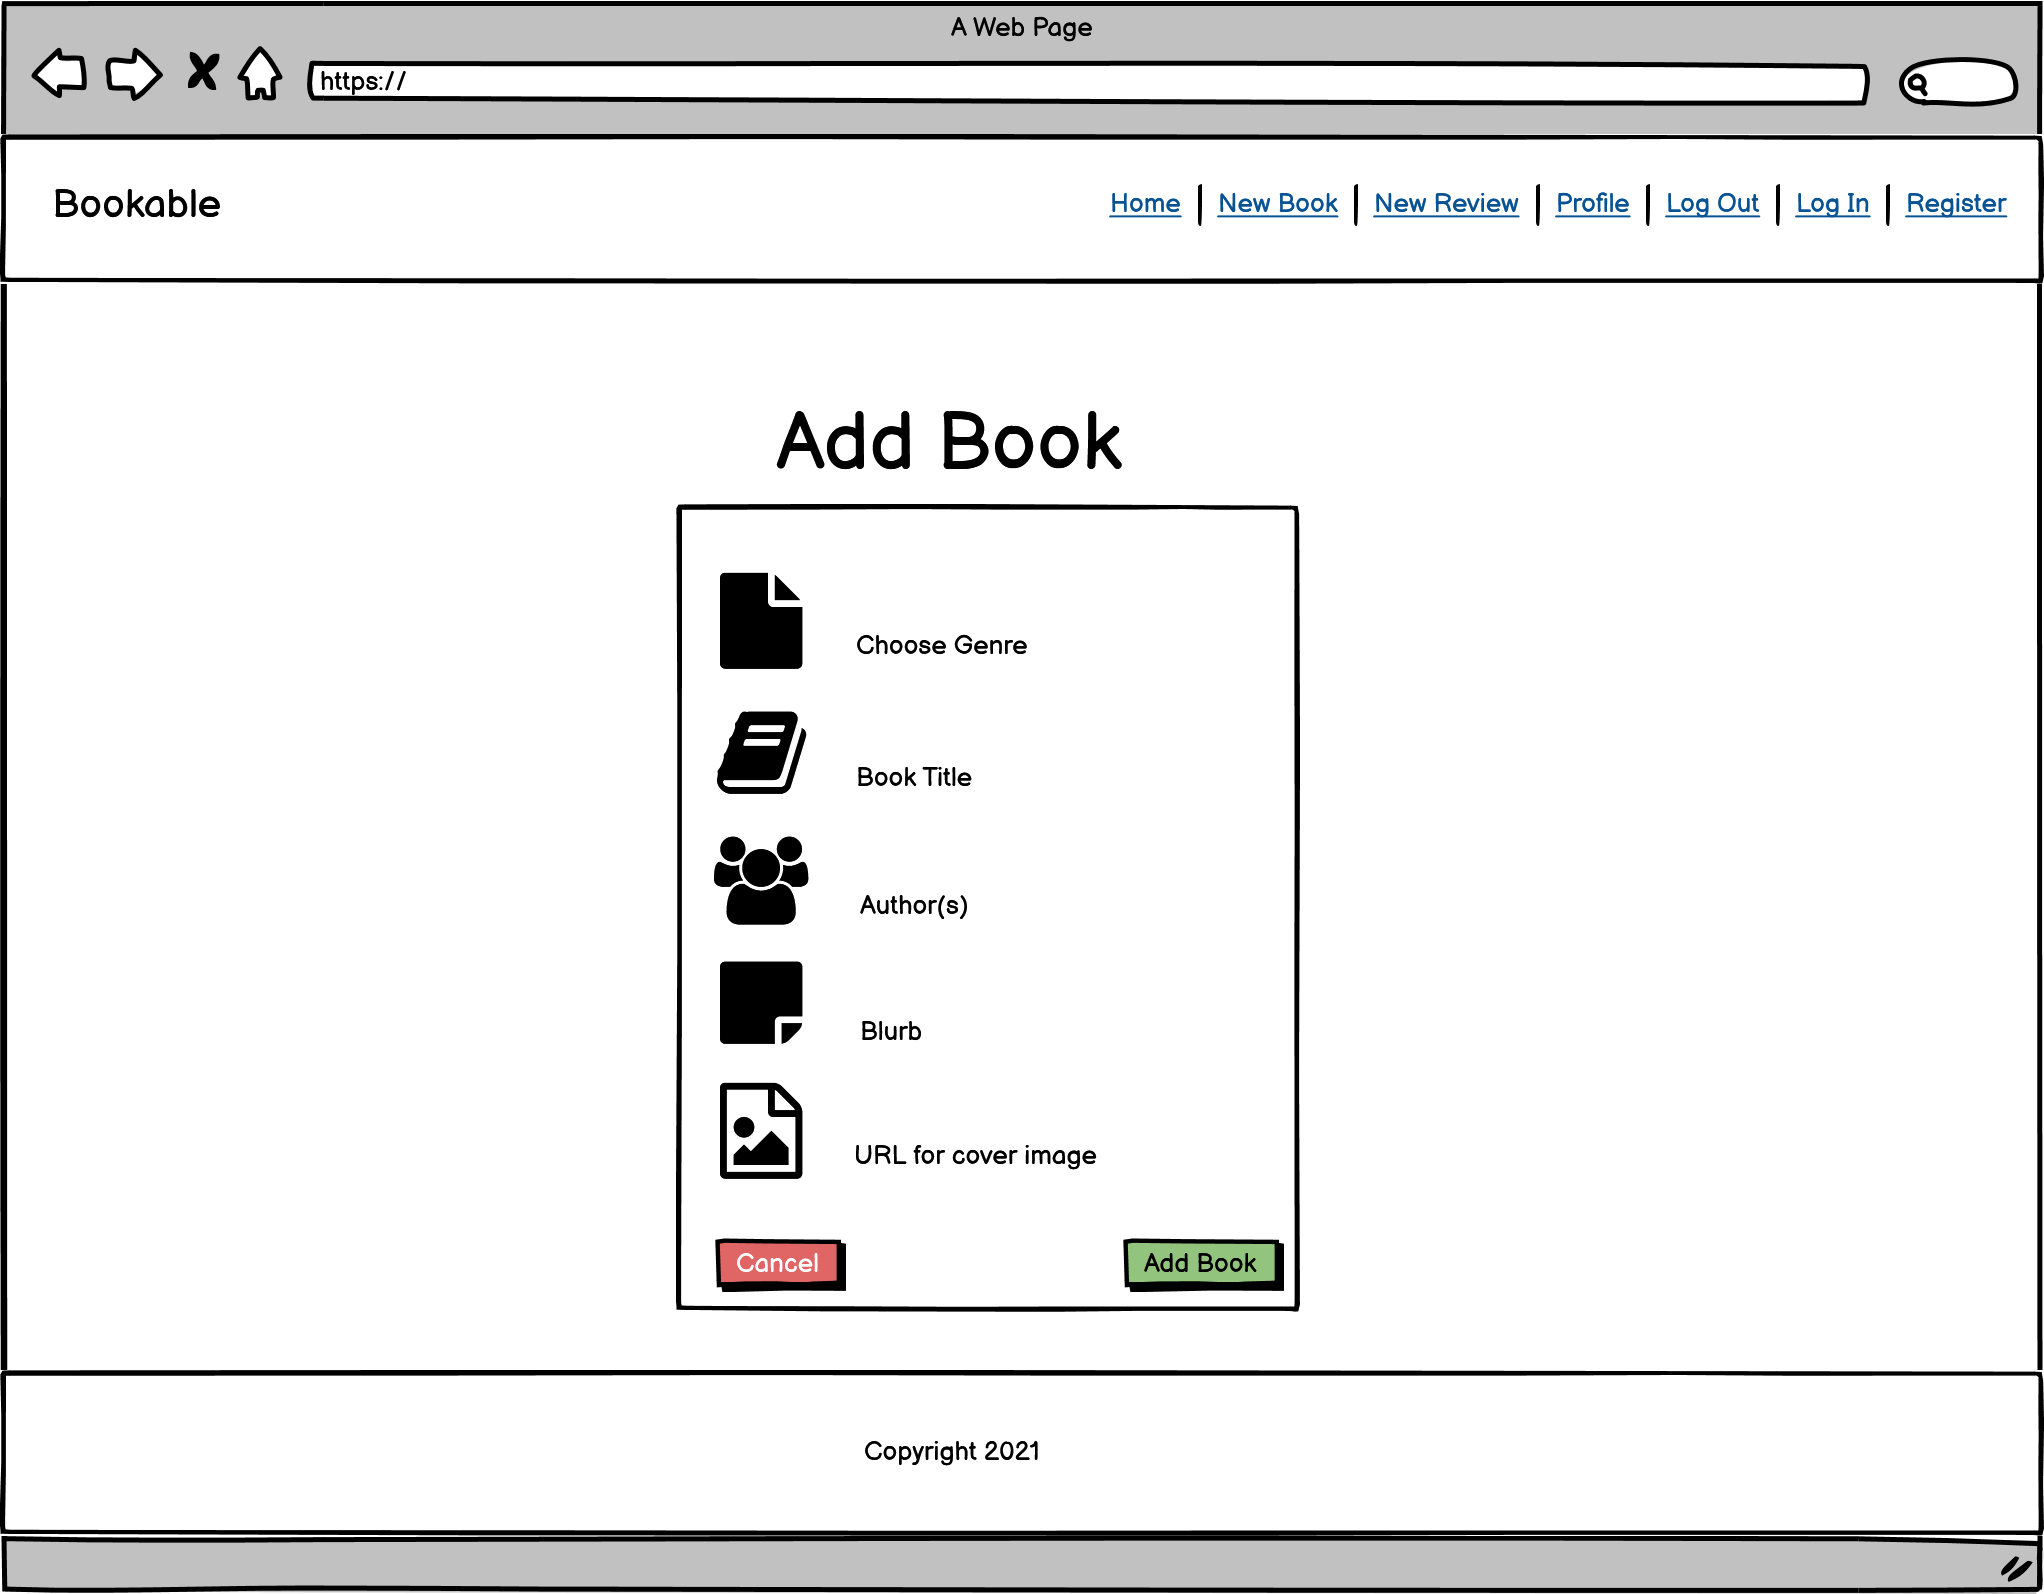 A Web Page
https://
Bookable
Home | New Book | New Review | Profile | Log Out | Log In | Register
Add Book
Choose Genre
Book Title
Author(s)
Blurb
URL for cover image
Cancel
Add Book
Copyright 2021